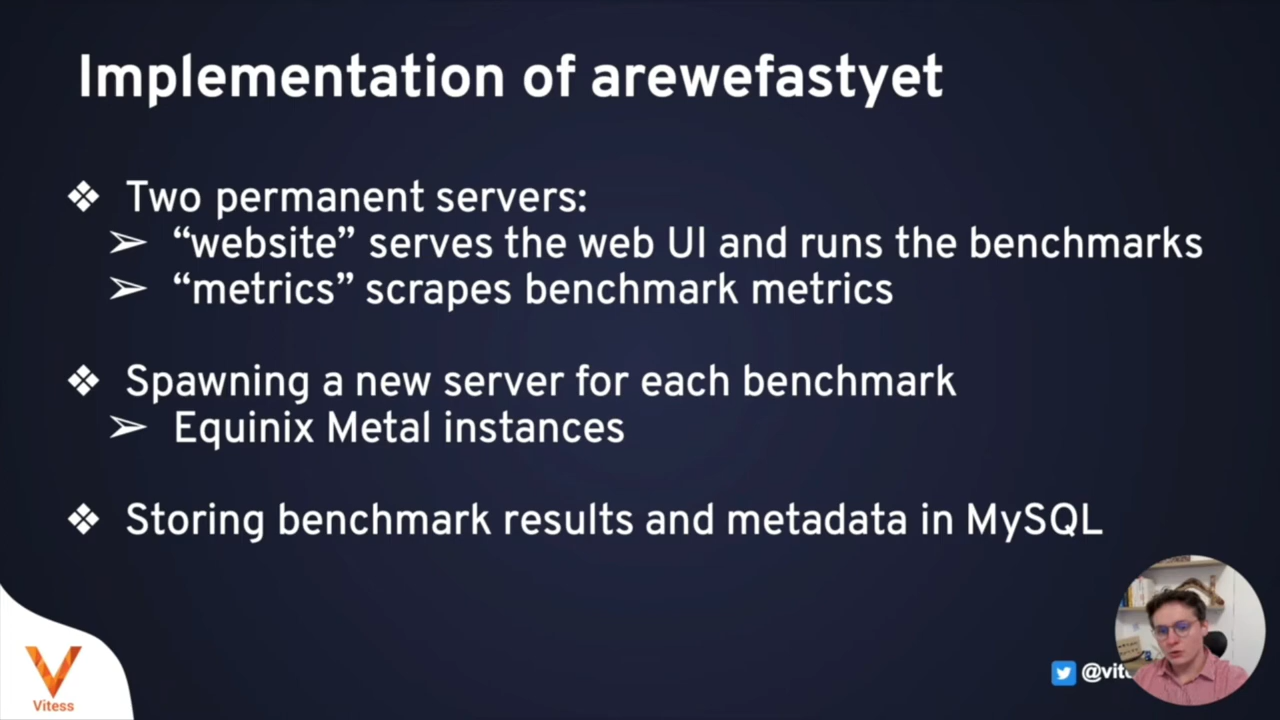 Implementation of arewefastyet
❖ Two permanent servers:
➢ “website” serves the web UI and runs the benchmarks
➢ “metrics” scrapes benchmark metrics
❖ Spawning a new server for each benchmark
➢ Equinix Metal instances
❖ Storing benchmark results and metadata in MySQL
Vitess